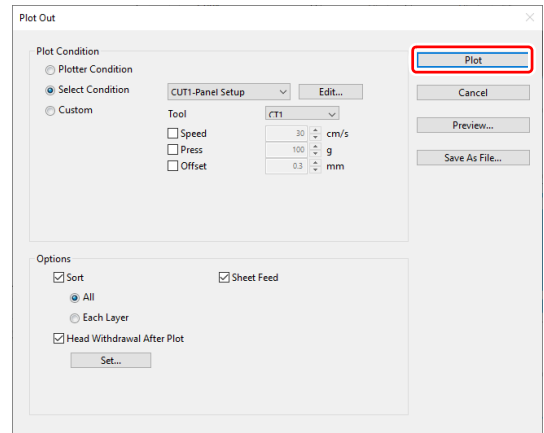 Plot Out
Plot Condition
Plotter Condition
Select Condition
CUT1-Panel Setup
Edit...
Custom
Tool
CT1
Speed
30
cm/s
Press
100
g
Offset
0.3
mm
Plot
Cancel
Preview...
Save As File...
Options
Sort
Sheet Feed
All
Each Layer
Head Withdrawal After Plot
Set...